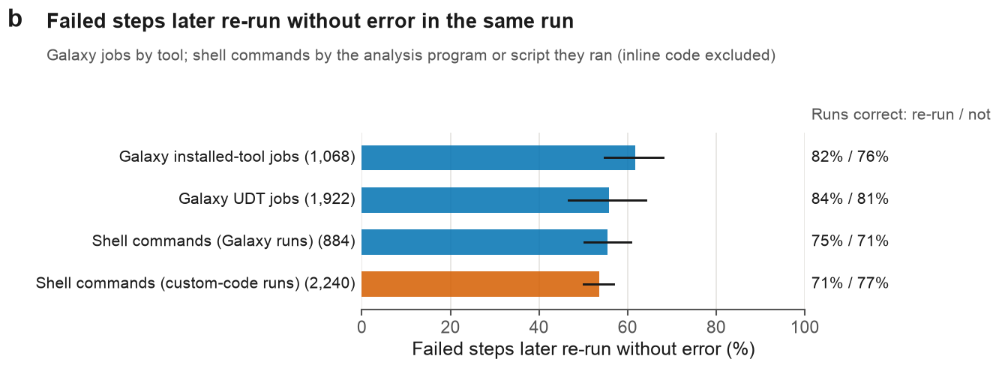 b Failed steps later re-run without error in the same run
Galaxy jobs by tool; shell commands by the analysis program or script they ran (inline code excluded)
Runs correct: re-run / not
Galaxy installed-tool jobs (1,068) 82% / 76%
Galaxy UDT jobs (1,922) 84% / 81%
Shell commands (Galaxy runs) (884) 75% / 71%
Shell commands (custom-code runs) (2,240) 71% / 77%
0 20 40 60 80 100
Failed steps later re-run without error (%)